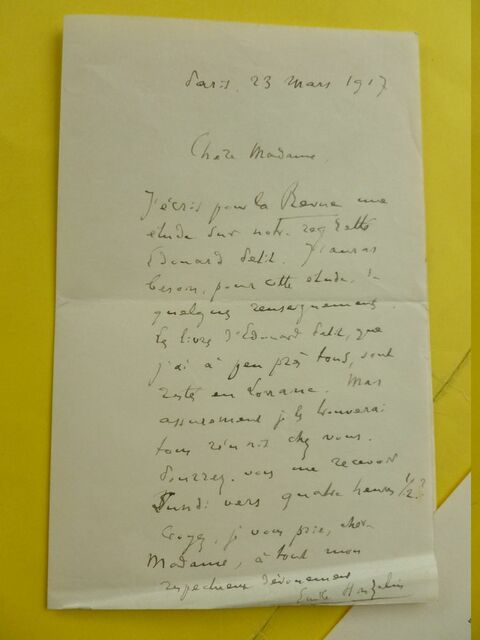 Paris, 23 Mars 1917
Chère Madame,
J'écris pour la Revue une
étude sur notre regretté
Edouard Petit. J'aurais
besoin, pour cette étude, de
quelques renseignements.
Les livres d'Edouard Petit, que
j'ai à peu près tous, sont
restés en Lorraine. Mais
assurément je les trouverai
tous réunis chez vous.
Pourrez-vous me recevoir
Lundi vers quatre heures 1/2?
Croyez, je vous prie, chère
Madame, à tout mon
respectueux dévouement
Emile Hinzelin